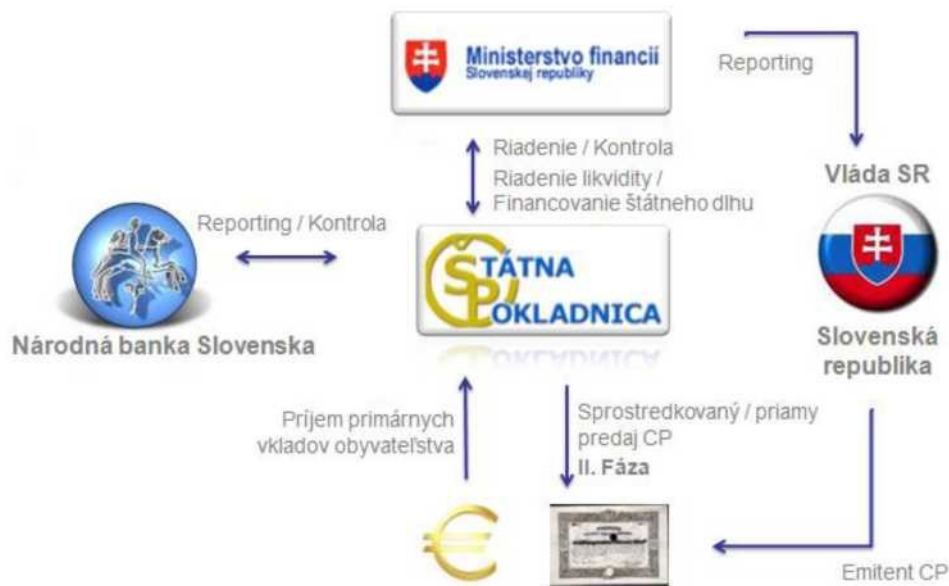 Ministerstvo financií
Slovenskej republiky
Reporting
Riadenie / Kontrola
Riadenie likvidity /
Financovanie štátneho dlhu
Vláda SR
Reporting / Kontrola
ŠTÁTNA
POKLADNICA
Národná banka Slovenska
Slovenská
republika
Príjem primárnych
vkladov obyvateľstva
Sprostredkovaný / priamy
predaj CP
II. Fáza
€
Emitent CP